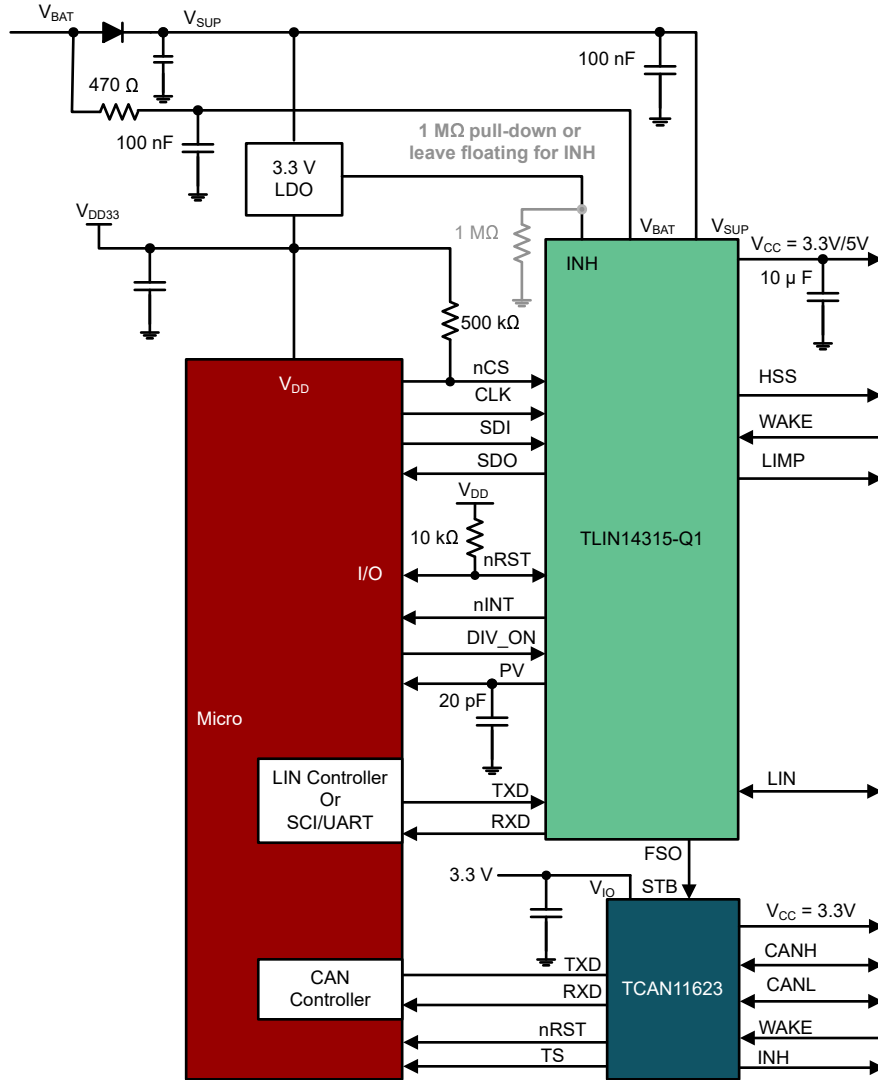 VBAT
VSUP
470 Ω
100 nF
100 nF
1 MΩ pull-down or
leave floating for INH
3.3 V
LDO
VDD33
1 MΩ
VBAT
VSUP
INH
VCC = 3.3V/5V
10 µ F
500 kΩ
VDD
nCS
CLK
SDI
SDO
HSS
WAKE
LIMP
VDD
10 kΩ
nRST
I/O
TLIN14315-Q1
nINT
DIV_ON
PV
20 pF
Micro
LIN Controller
Or
SCI/UART
TXD
RXD
LIN
FSO
3.3 V
VIO
STB
VCC = 3.3V
CANH
CANL
WAKE
INH
TCAN11623
CAN
Controller
TXD
RXD
nRST
TS